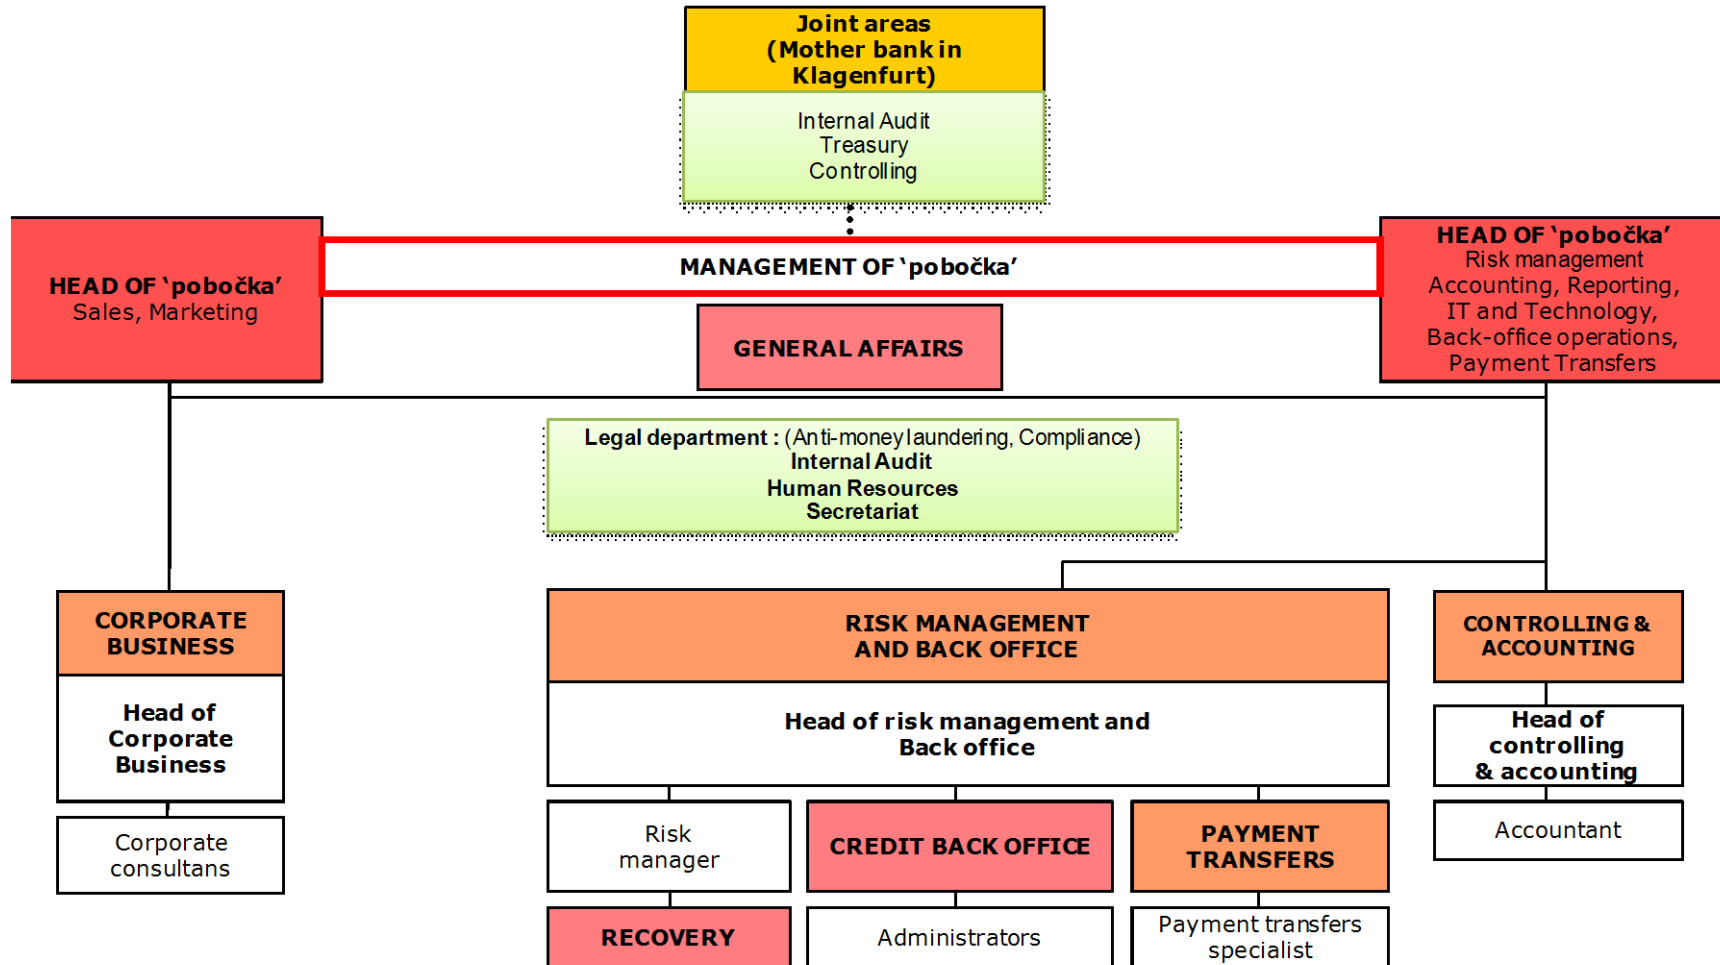 Joint areas
(Mother bank in
Klagenfurt)
Internal Audit
Treasury
Controlling
HEAD OF ‘pobočka’
Sales, Marketing
MANAGEMENT OF ‘pobočka’
HEAD OF ‘pobočka’
Risk management
Accounting, Reporting,
IT and Technology,
Back-office operations,
Payment Transfers
GENERAL AFFAIRS
Legal department : (Anti-money laundering, Compliance)
Internal Audit
Human Resources
Secretariat
CORPORATE
BUSINESS
Head of
Corporate
Business
Corporate
consultans
RISK MANAGEMENT
AND BACK OFFICE
Head of risk management and
Back office
Risk
manager
RECOVERY
CREDIT BACK OFFICE
Administrators
PAYMENT
TRANSFERS
Payment transfers
specialist
CONTROLLING &
ACCOUNTING
Head of
controlling
& accounting
Accountant